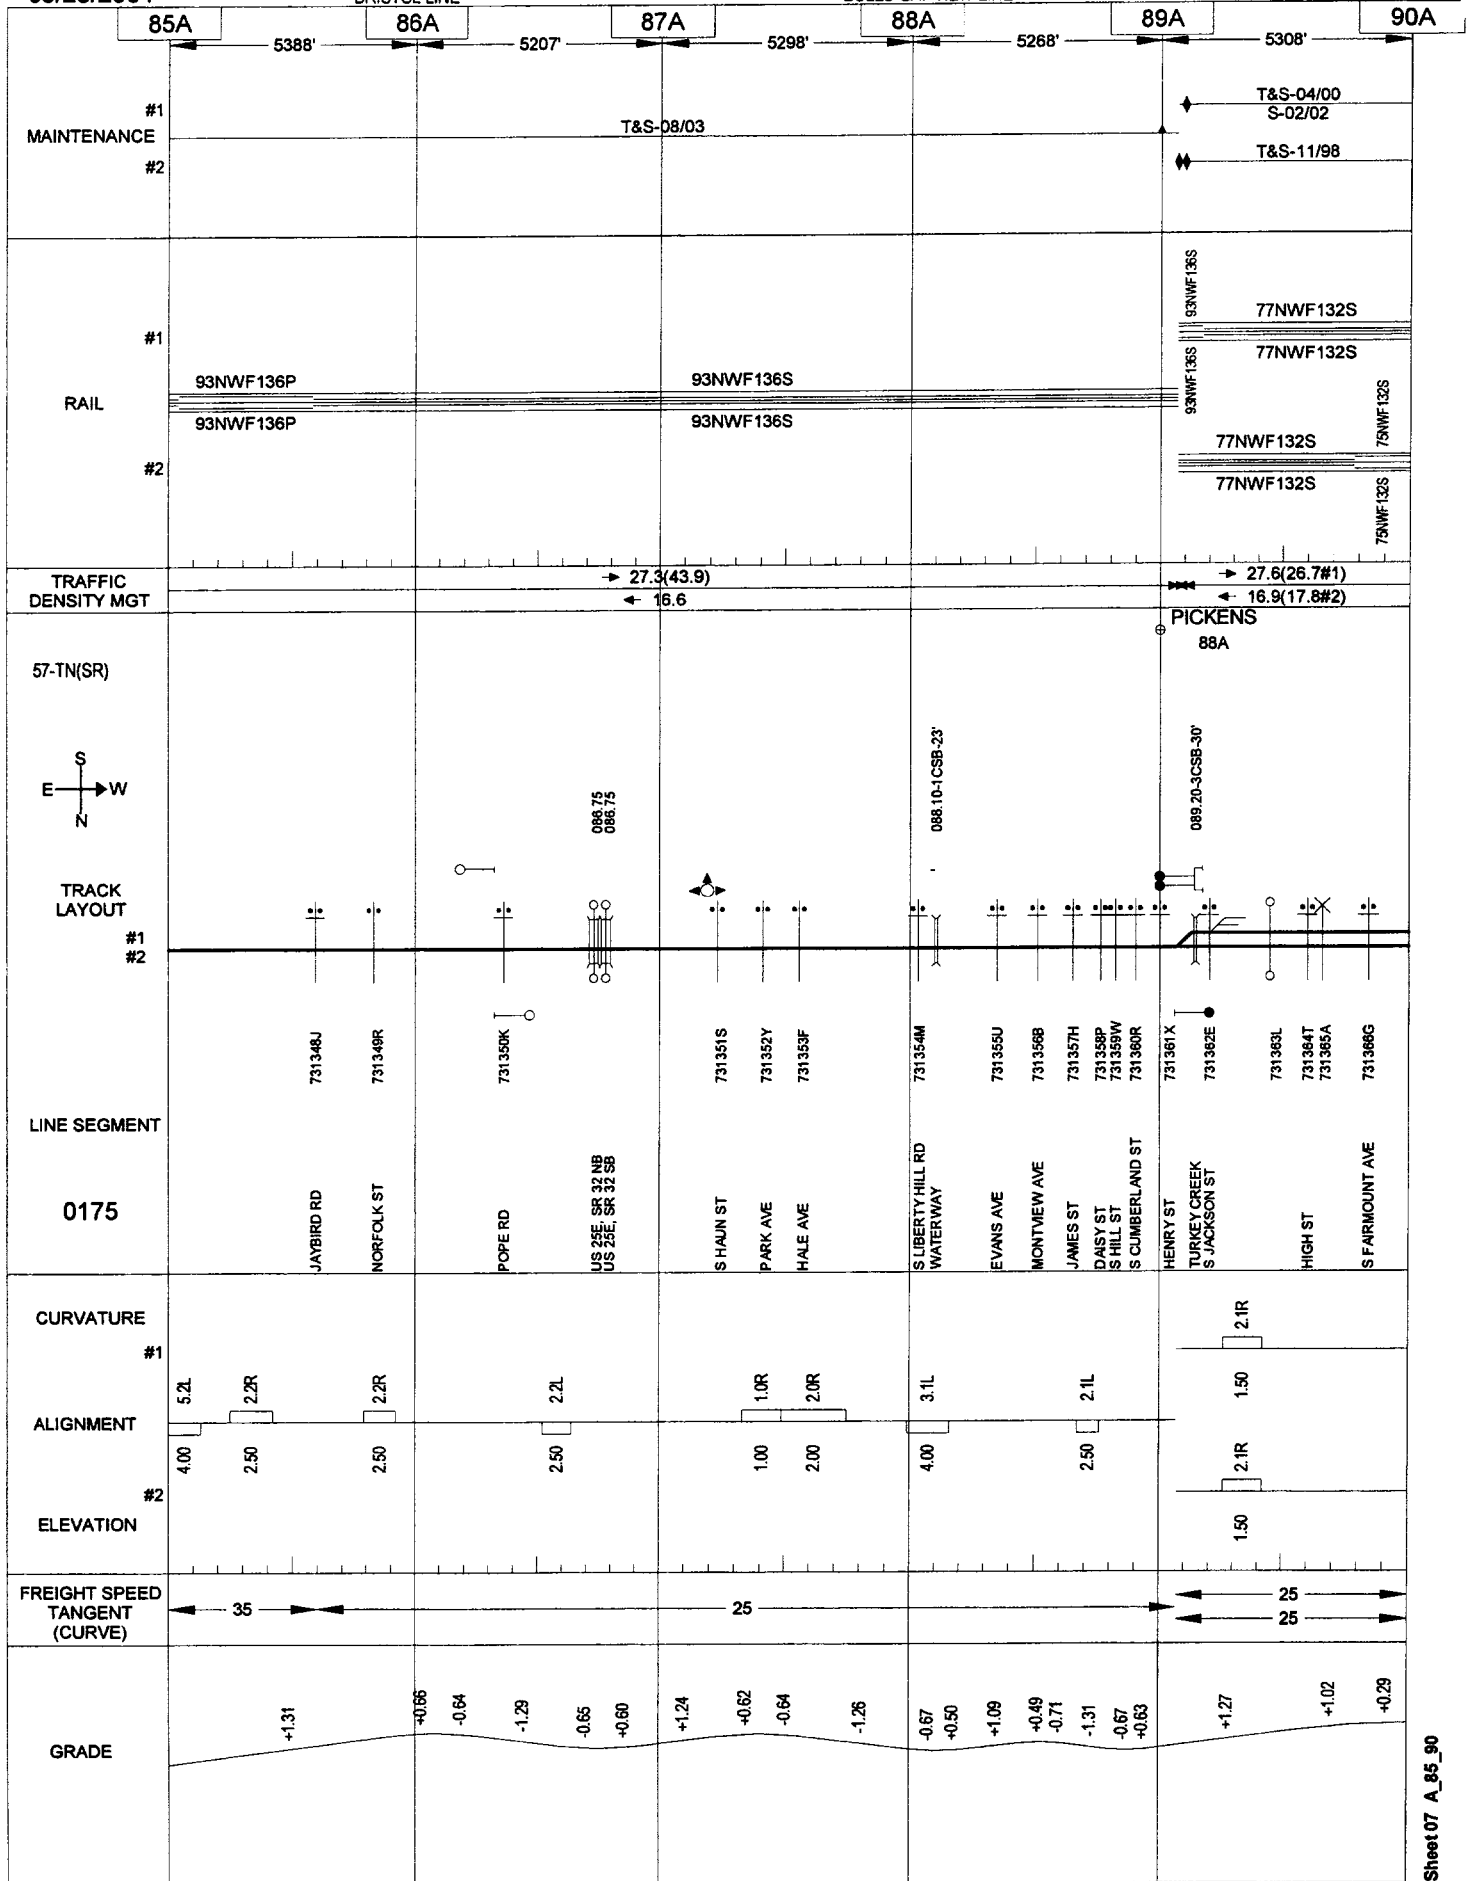 85A 86A 87A 88A 89A 90A
5388' 5207' 5298' 5268' 5308'
MAINTENANCE
#1
#2
T&S-08/03
T&S-04/00
S-02/02
T&S-11/98
RAIL
#1
#2
93NWF136P
93NWF136P
93NWF136S
93NWF136S
93NWF136S
93NWF136S
77NWF132S
77NWF132S
77NWF132S
77NWF132S
75NWF132S
75NWF132S
TRAFFIC
DENSITY MGT
27.3(43.9)
16.6
27.6(26.7#1)
16.9(17.8#2)
PICKENS
88A
57-TN(SR)
S
E W
N
086.75
086.75
088.10-1CSB-23'
089.20-3CSB-30'
TRACK
LAYOUT
#1
#2
731348J
731349R
731350K
731351S
731352Y
731353F
731354M
731355U
731356B
731357H
731358P
731359W
731360R
731361X
731362E
731363L
731364T
731365A
731366G
LINE SEGMENT
0175
JAYBIRD RD
NORFOLK ST
POPE RD
US 25E, SR 32 NB
US 25E, SR 32 SB
S HAUN ST
PARK AVE
HALE AVE
S LIBERTY HILL RD
WATERWAY
EVANS AVE
MONTVIEW AVE
JAMES ST
DAISY ST
S HILL ST
S CUMBERLAND ST
HENRY ST
TURKEY CREEK
S JACKSON ST
HIGH ST
S FAIRMOUNT AVE
CURVATURE
#1
ALIGNMENT
#2
ELEVATION
5.2L 2.2R 2.2R 2.2L 1.0R 2.0R 3.1L 2.1L
4.00 2.50 2.50 2.50 1.00 2.00 4.00 2.50
2.1R
1.50
2.1R
1.50
FREIGHT SPEED
TANGENT
(CURVE)
35 25 25
25
GRADE
+1.31 +0.66 -0.64 -1.29 -0.65 +0.60 +1.24 +0.62 -0.64 -1.26 -0.67 +0.50 +1.09 +0.49 -0.71 -1.31 -0.67 +0.63 +1.27 +1.02 +0.29
Sheet 07 A_85_90